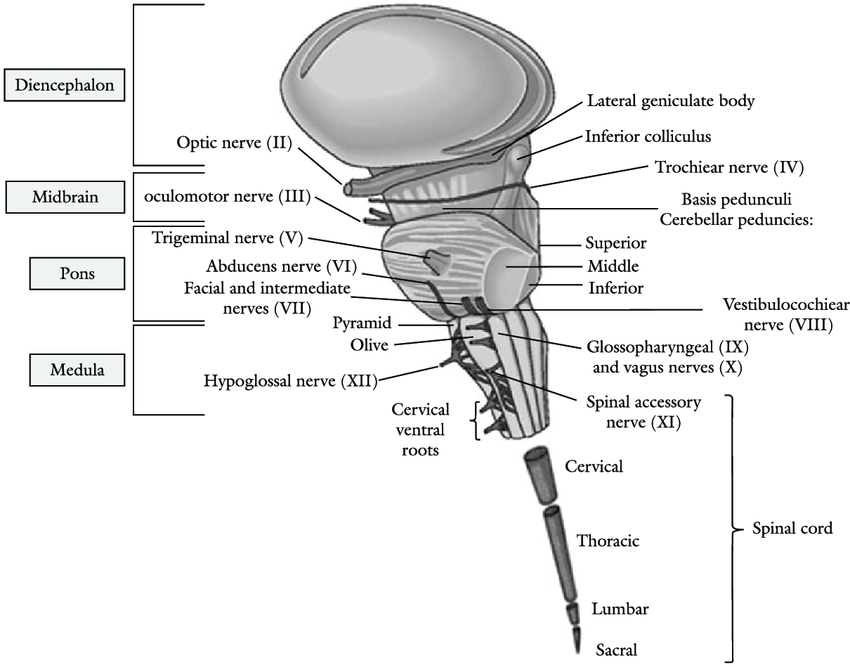 Diencephalon
Midbrain
Pons
Medula
Optic nerve (II)
oculomotor nerve (III)
Trigeminal nerve (V)
Abducens nerve (VI)
Facial and intermediate
nerves (VII)
Pyramid
Olive
Hypoglossal nerve (XII)
Cervical
ventral
roots
Lateral geniculate body
Inferior colliculus
Trochiear nerve (IV)
Basis pedunculi
Cerebellar peduncies:
Superior
Middle
Inferior
Vestibulocochiear
nerve (VIII)
Glossopharyngeal (IX)
and vagus nerves (X)
Spinal accessory
nerve (XI)
Cervical
Thoracic
Lumbar
Sacral
Spinal cord